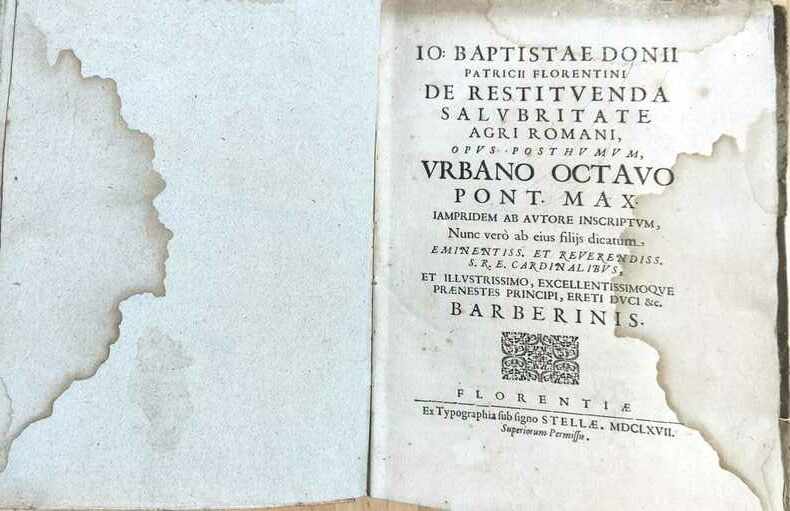 IO: BAPTISTAE DONII
PATRICII FLORENTINI
DE RESTITVENDA
SALVBRITATE
AGRI ROMANI,
OPVS POSTHVMVM,
VRBANO OCTAVO
PONT. MAX.
IAMPRIDEM AB AVTORE INSCRIPTVM,
Nunc verò ab eius filijs dicatum,
EMINENTISS. ET REVERENDISS.
S. R. E. CARDINALIBVS,
ET ILLVSTRISSIMO, EXCELLENTISSIMOQVE
PRÆNESTES PRINCIPI, ERETI DVCI &c.
BARBERINIS.
FLORENTIÆ
Ex Typographia sub signo STELLÆ. MDCLXVII.
Superiorum Permissu.